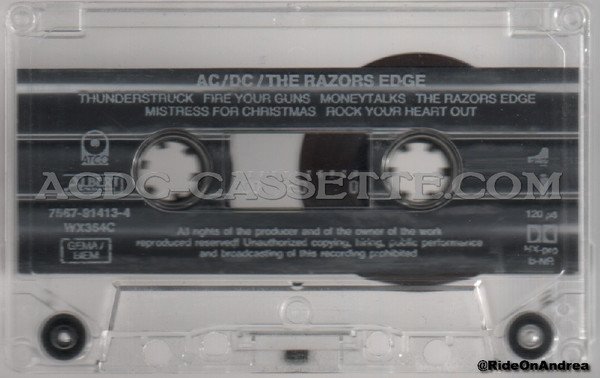 AC/DC/THE RAZORS EDGE
THUNDERSTRUCK FIRE YOUR GUNS MONEYTALKS THE RAZORS EDGE
MISTRESS FOR CHRISTMAS ROCK YOUR HEART OUT
ATCO
ACDC-CASSETTE.COM
7567-91413-4
WX364C
120 µs
GEMA/
BIEM
All rights of the producer and of the owner of the work
reproduced reserved! Unauthorized copying, hiring, public performance
and broadcasting of this recording prohibited
HX-pro
b-NR
@RideOnAndrea